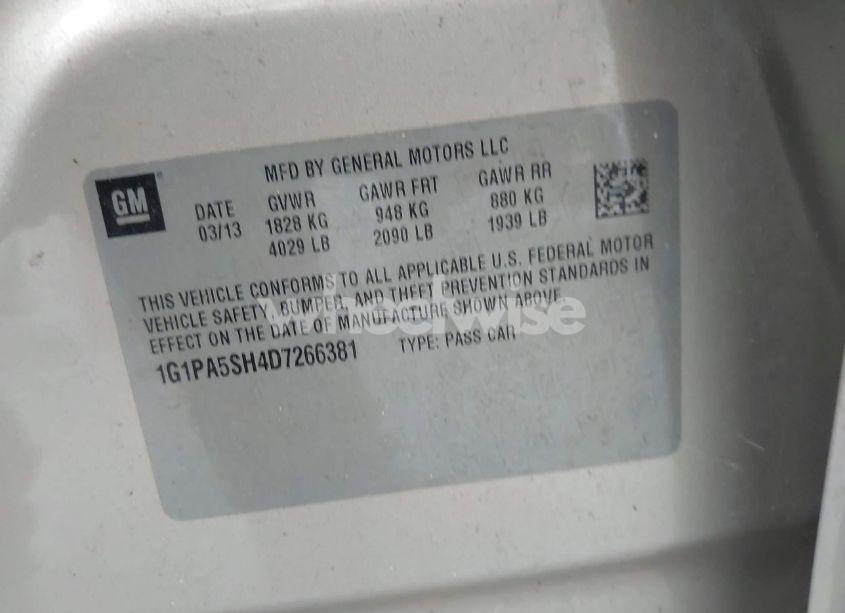 MFD BY GENERAL MOTORS LLC
GM
DATE GVWR GAWR FRT GAWR RR
03/13 1828 KG 948 KG 880 KG
4029 LB 2090 LB 1939 LB
THIS VEHICLE CONFORMS TO ALL APPLICABLE U.S. FEDERAL MOTOR
VEHICLE SAFETY, BUMPER, AND THEFT PREVENTION STANDARDS IN
EFFECT ON THE DATE OF MANUFACTURE SHOWN ABOVE
1G1PA5SH4D7266381 TYPE: PASS CAR
wheelwise